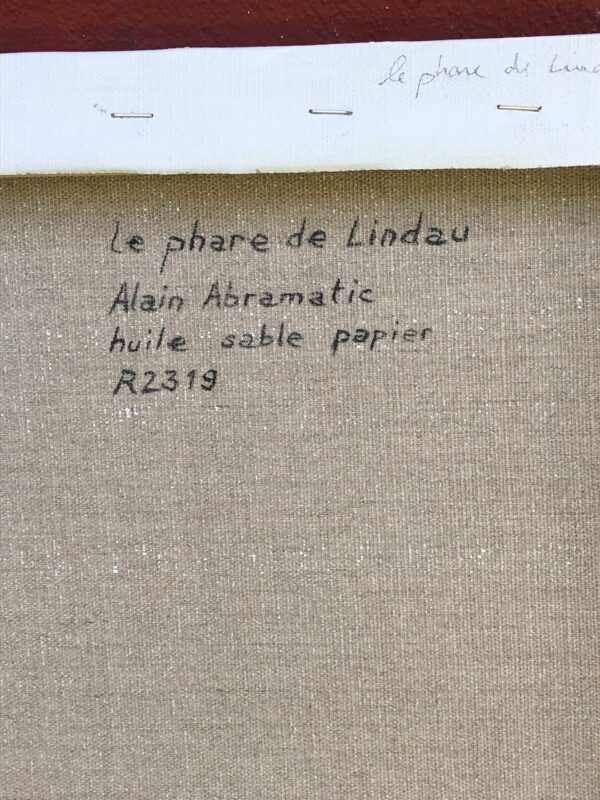 le phare de
le phare de Lindau
Alain Abramatic
huile sable papier
R2319